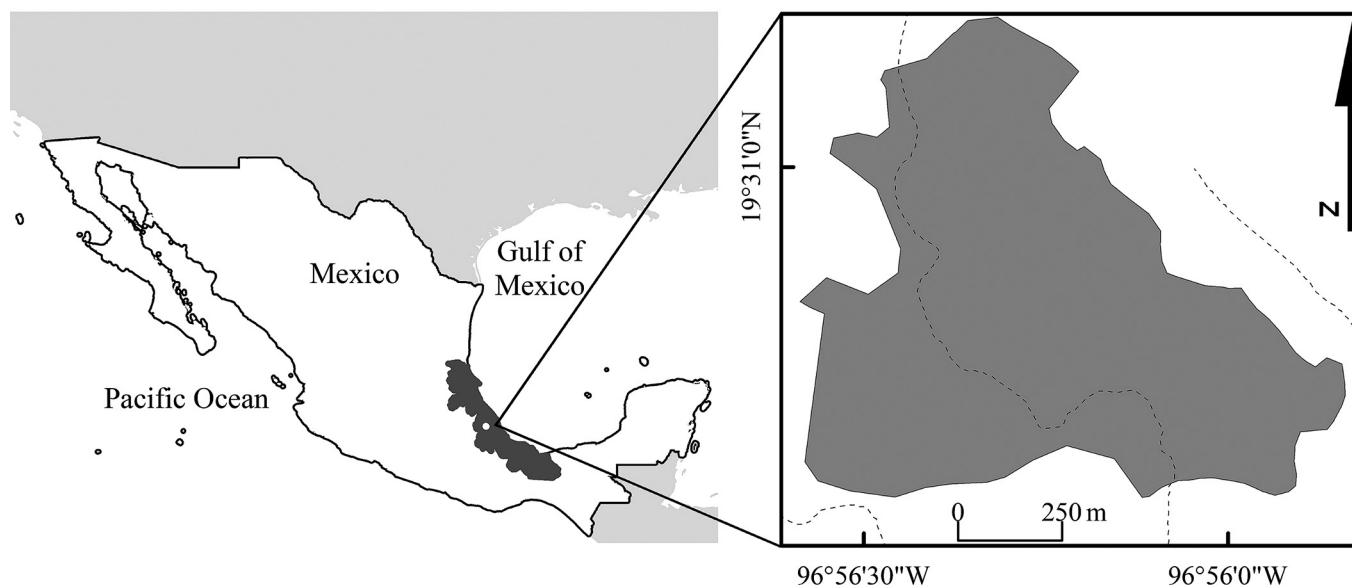 Mexico
Gulf of
Mexico
Pacific Ocean
19°31'0"N
N
0
250 m
96°56'30"W
96°56'0"W